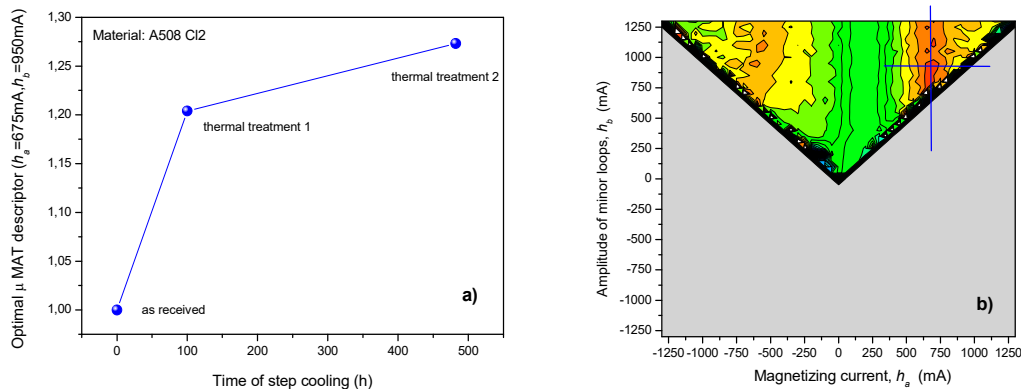 Optimal μ MAT descriptor (ha=675mA,hb=950mA)
1,30
1,25
1,20
1,15
1,10
1,05
1,00
Material: A508 Cl2
thermal treatment 2
thermal treatment 1
as received
a)
0 100 200 300 400 500
Time of step cooling (h)
Amplitude of minor loops, hb (mA)
1250
1000
750
500
250
0
-250
-500
-750
-1000
-1250
b)
-1250 -1000 -750 -500 -250 0 250 500 750 1000 1250
Magnetizing current, ha (mA)